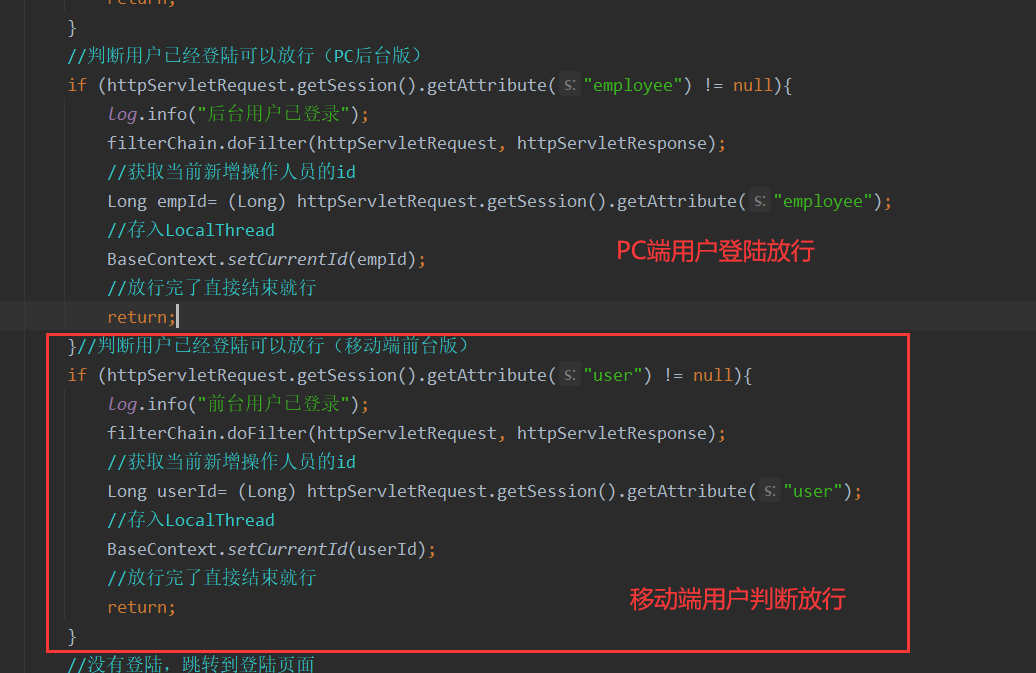 return;
}
//判断用户已经登陆可以放行（PC后台版）
if (httpServletRequest.getSession().getAttribute( s: "employee") != null){
log.info("后台用户已登录");
filterChain.doFilter(httpServletRequest, httpServletResponse);
//获取当前新增操作人员的id
Long empId= (Long) httpServletRequest.getSession().getAttribute( s: "employee");
//存入LocalThread
BaseContext.setCurrentId(empId);
PC端用户登陆放行
//放行完了直接结束就行
return;
}//判断用户已经登陆可以放行（移动端前台版）
if (httpServletRequest.getSession().getAttribute( s: "user") != null){
log.info("前台用户已登录");
filterChain.doFilter(httpServletRequest, httpServletResponse);
//获取当前新增操作人员的id
Long userId= (Long) httpServletRequest.getSession().getAttribute( s: "user");
//存入LocalThread
BaseContext.setCurrentId(userId);
//放行完了直接结束就行
return;
移动端用户判断放行
}
//没有登陆，跳转到登陆页面